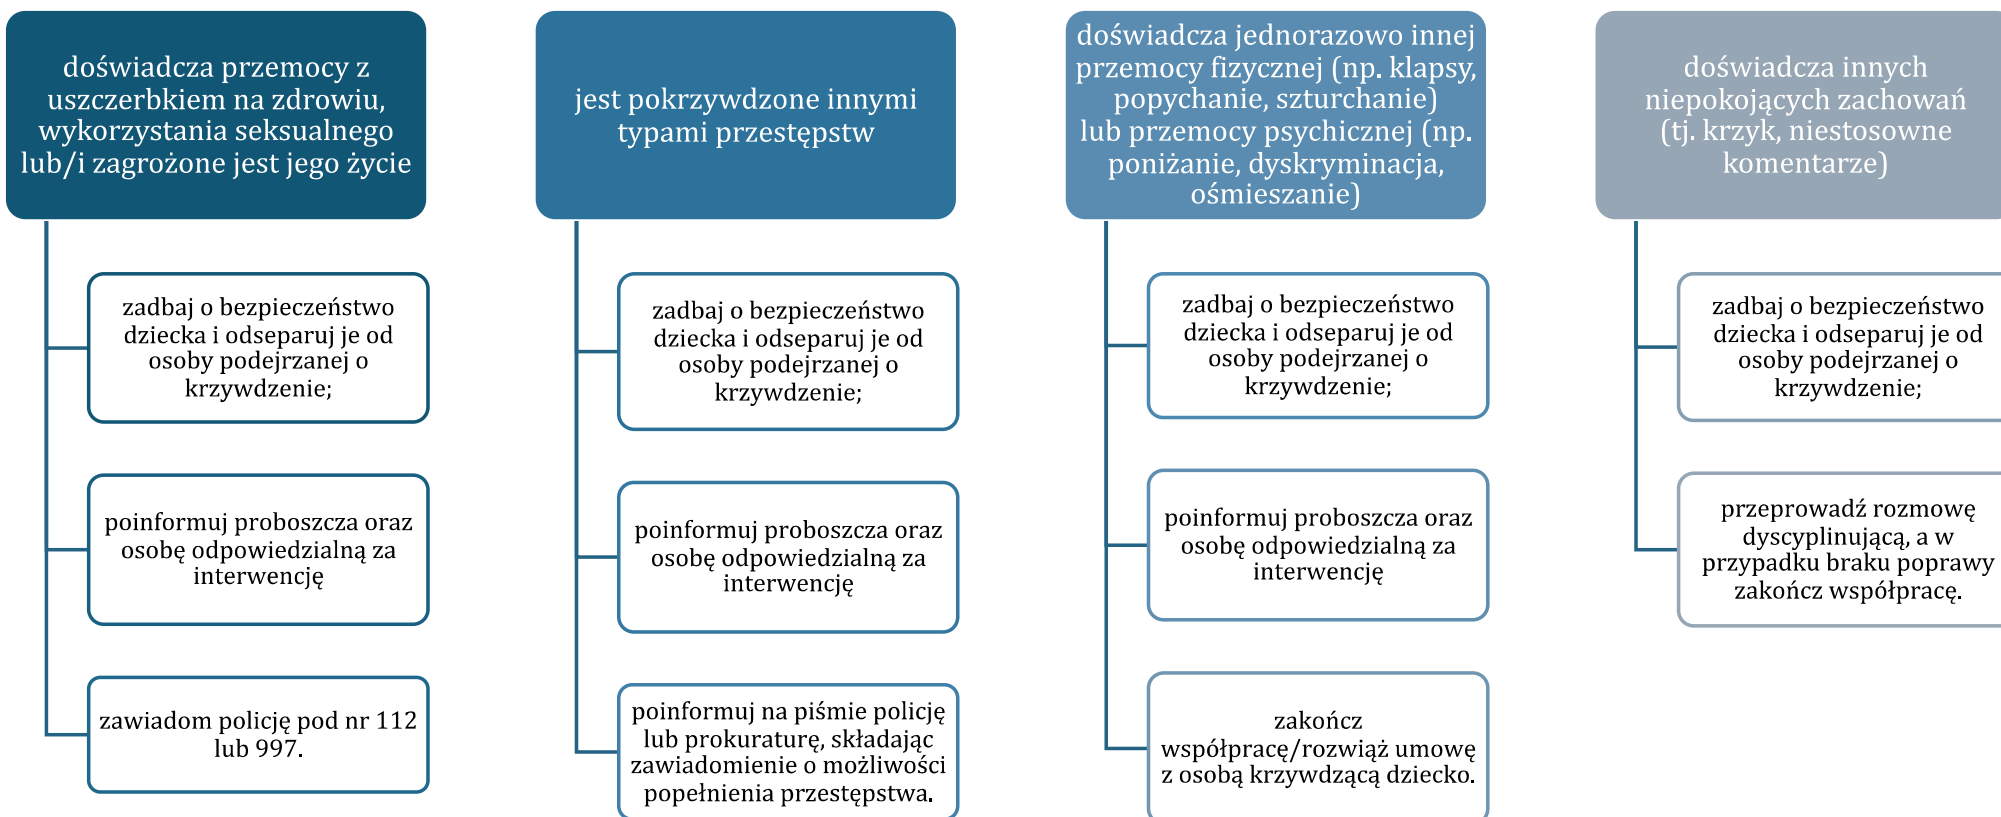 doświadcza przemocy z
uszczerbkiem na zdrowiu,
wykorzystania seksualnego
lub/i zagrożone jest jego życie
zadbaj o bezpieczeństwo
dziecka i odseparuj je od
osoby podejrzanej o
krzywdzenie;
poinformuj proboszcza oraz
osobę odpowiedzialną za
interwencję
zawiadom policję pod nr 112
lub 997.
jest pokrzywdzone innymi
typami przestępstw
zadbaj o bezpieczeństwo
dziecka i odseparuj je od
osoby podejrzanej o
krzywdzenie;
poinformuj proboszcza oraz
osobę odpowiedzialną za
interwencję
poinformuj na piśmie policję
lub prokuraturę, składając
zawiadomienie o możliwości
popełnienia przestępstwa.
doświadcza jednorazowo innej
przemocy fizycznej (np. klapsy,
popychanie, szturchanie)
lub przemocy psychicznej (np.
poniżanie, dyskryminacja,
ośmieszanie)
zadbaj o bezpieczeństwo
dziecka i odseparuj je od
osoby podejrzanej o
krzywdzenie;
poinformuj proboszcza oraz
osobę odpowiedzialną za
interwencję
zakończ
współpracę/rozwiąż umowę
z osobą krzywdzącą dziecko.
doświadcza innych
niepokojących zachowań
(tj. krzyk, niestosowne
komentarze)
zadbaj o bezpieczeństwo
dziecka i odseparuj je od
osoby podejrzanej o
krzywdzenie;
przeprowadź rozmowę
dyscyplinującą, a w
przypadku braku poprawy
zakończ współpracę.